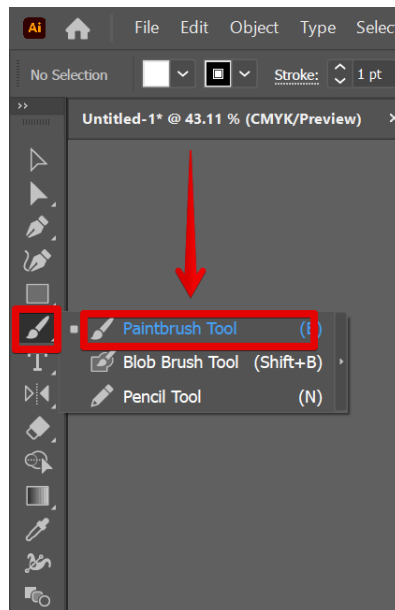 Ai File Edit Object Type Selec
No Selection Stroke: 1 pt
Untitled-1* @ 43.11 % (CMYK/Preview) ×
Paintbrush Tool (B)
Blob Brush Tool (Shift+B)
Pencil Tool (N)